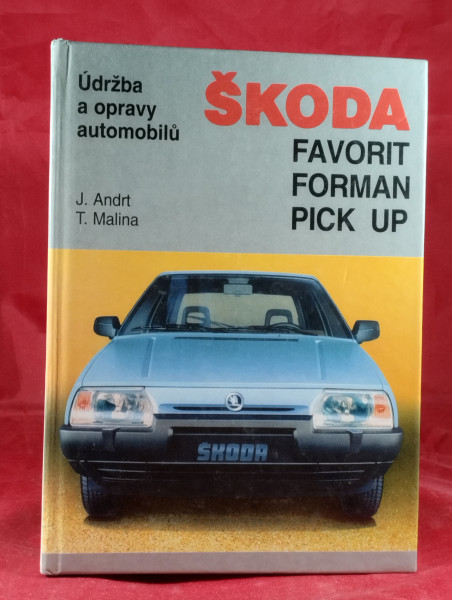 Údržba
a opravy
automobilů
ŠKODA
FAVORIT
FORMAN
PICK UP
J. Andrt
T. Malina
ŠKODA